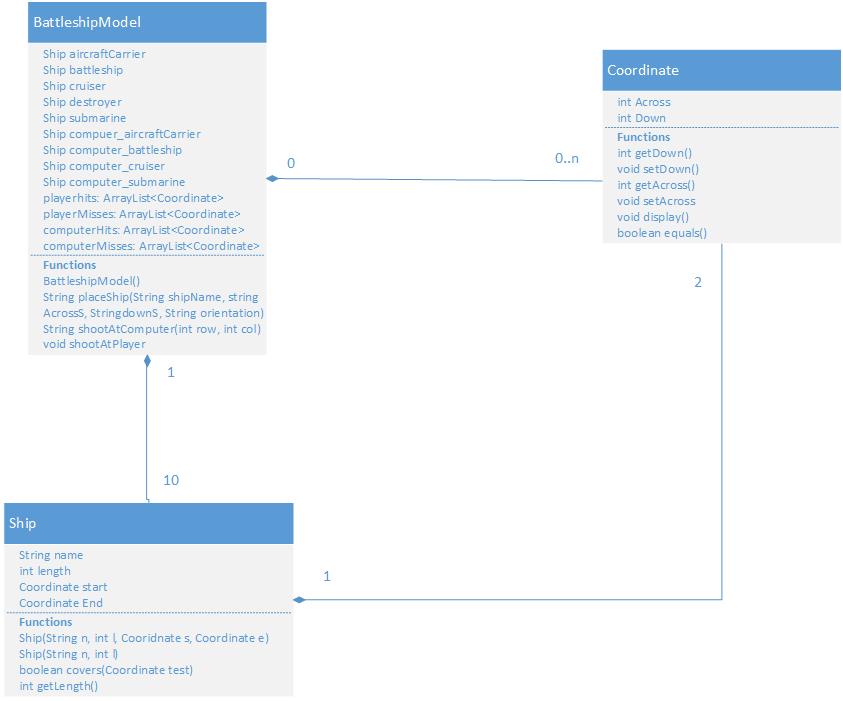 BattleshipModel
Ship aircraftCarrier
Ship battleship
Ship cruiser
Ship destroyer
Ship submarine
Ship compuer_aircraftCarrier
Ship computer_battleship
Ship computer_cruiser
Ship computer_submarine
playerhits: ArrayList<Coordinate>
playerMisses: ArrayList<Coordinate>
computerHits: ArrayList<Coordinate>
computerMisses: ArrayList<Coordinate>
Functions
BattleshipModel()
String placeShip(String shipName, string
AcrossS, StringdownS, String orientation)
String shootAtComputer(int row, int col)
void shootAtPlayer
0
0..n
Coordinate
int Across
int Down
Functions
int getDown()
void setDown()
int getAcross()
void setAcross
void display()
boolean equals()
2
1
10
Ship
String name
int length
Coordinate start
Coordinate End
Functions
Ship(String n, int l, Cooridnate s, Coordinate e)
Ship(String n, int l)
boolean covers(Coordinate test)
int getLength()
1